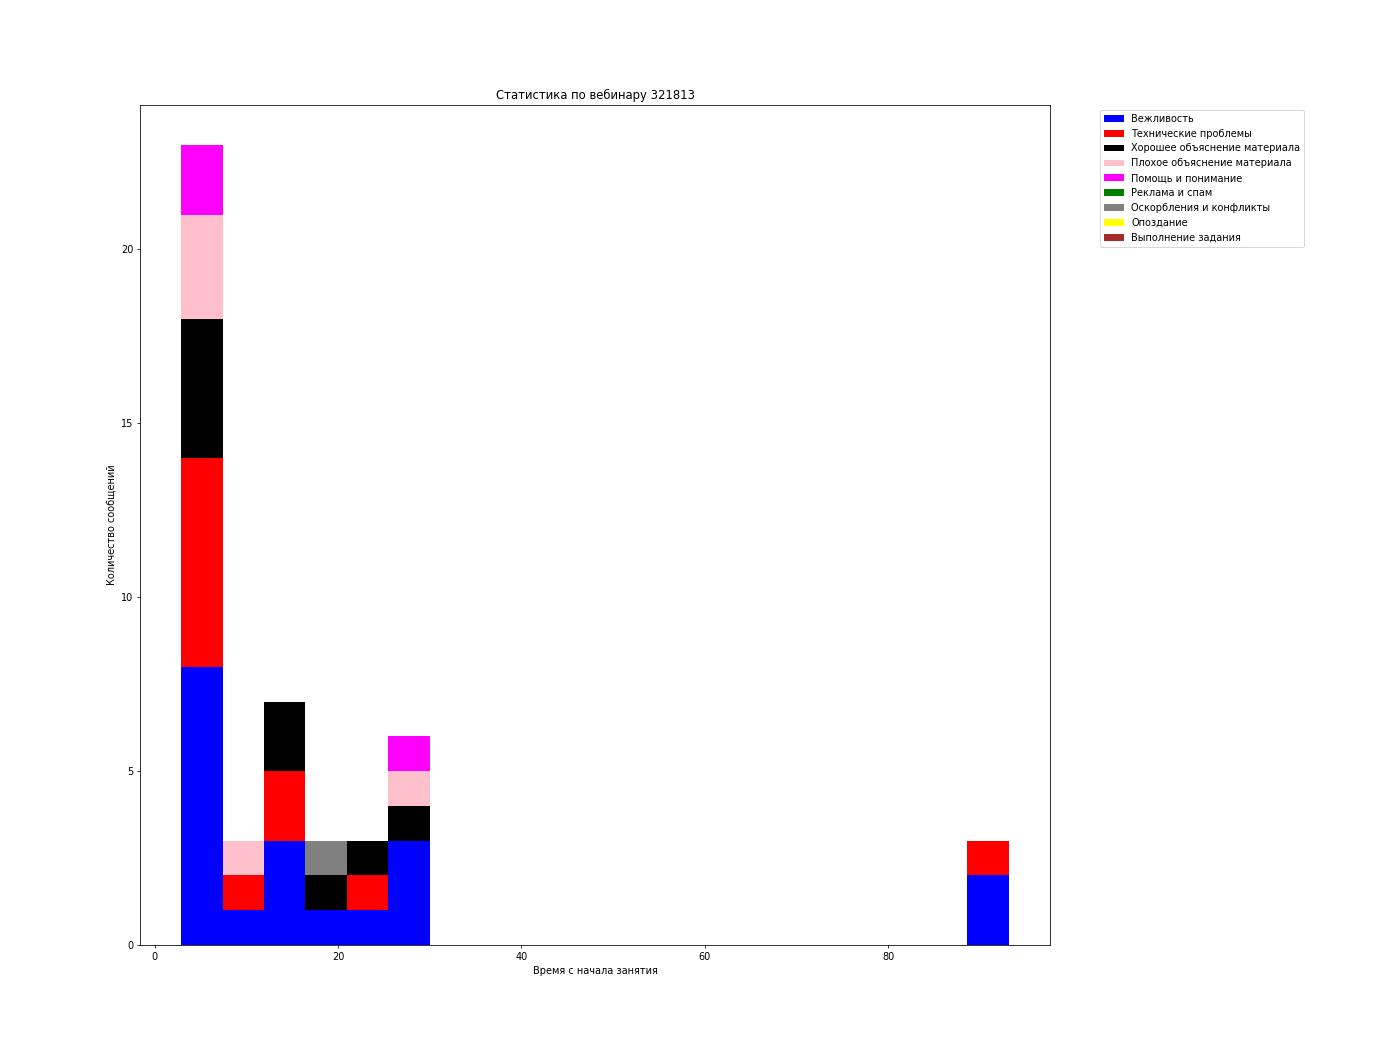 Статистика по вебинару 321813
Вежливость
Технические проблемы
Хорошее объяснение материала
Плохое объяснение материала
Помощь и понимание
Реклама и спам
Оскорбления и конфликты
Опоздание
Выполнение задания
Количество сообщений
20
15
10
5
0
0 20 40 60 80
Время с начала занятия